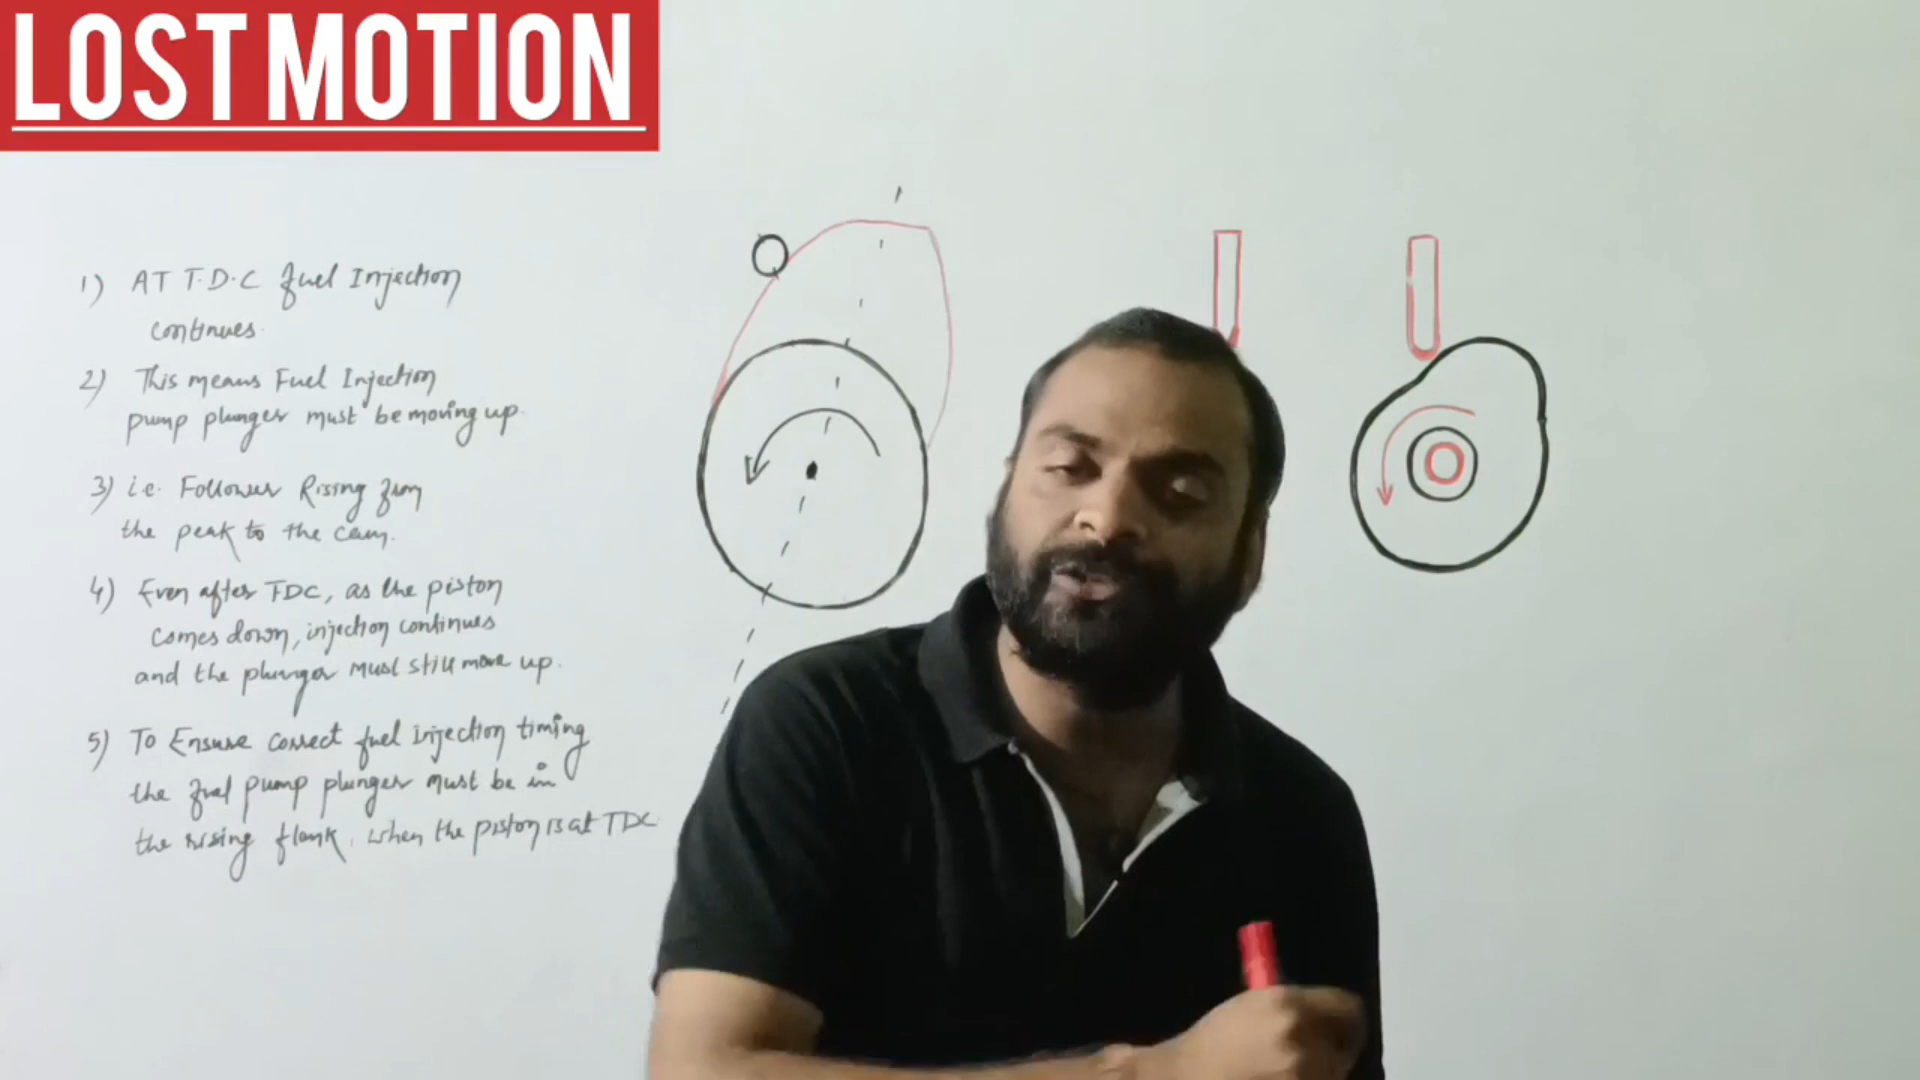 LOST MOTION
1) AT T.D.C fuel Injection
continues.
2) This means Fuel Injection
pump plunger must be moving up.
3) i.e. Follower Rising from
the peak to the cam.
4) Even after TDC, as the piston
comes down, injection continues
and the plunger must still move up.
5) To Ensure correct fuel injection timing
the fuel pump plunger must be in
the rising flank, when the piston is at TDC.